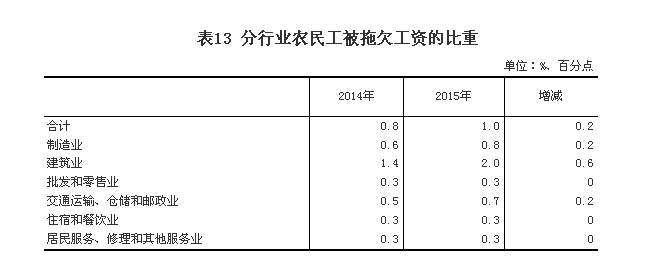 表13 分行业农民工被拖欠工资的比重
单位：%、百分点
2014年 2015年 增减
合计 0.8 1.0 0.2
制造业 0.6 0.8 0.2
建筑业 1.4 2.0 0.6
批发和零售业 0.3 0.3 0
交通运输、仓储和邮政业 0.5 0.7 0.2
住宿和餐饮业 0.3 0.3 0
居民服务、修理和其他服务业 0.3 0.3 0